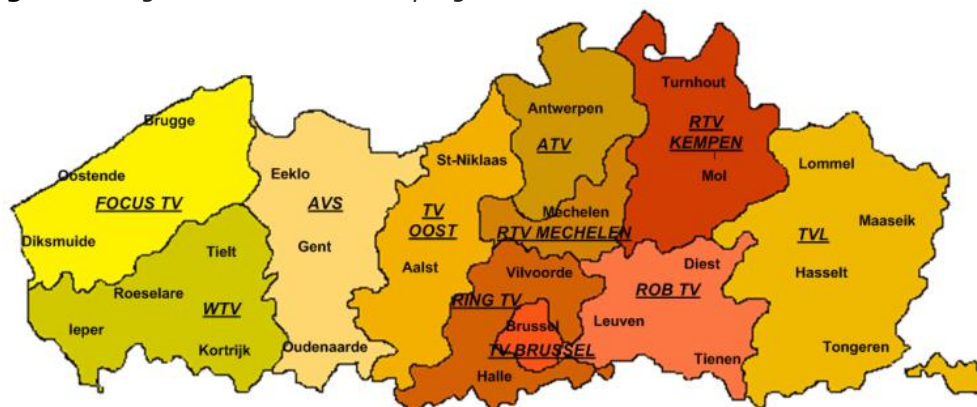 Brugge
Oostende
FOCUS TV
Diksmuide
Tielt
Roeselare
WTV
Ieper
Kortrijk
Eeklo
AVS
Gent
Oudenaarde
St-Niklaas
TV
OOST
Aalst
Antwerpen
ATV
Mechelen
RTV MECHELEN
Vilvoorde
RING TV
Brussel
TV BRUSSEL
Halle
Turnhout
RTV
KEMPEN
Mol
Diest
ROB TV
Leuven
Tienen
Lommel
Maaseik
TVL
Hasselt
Tongeren